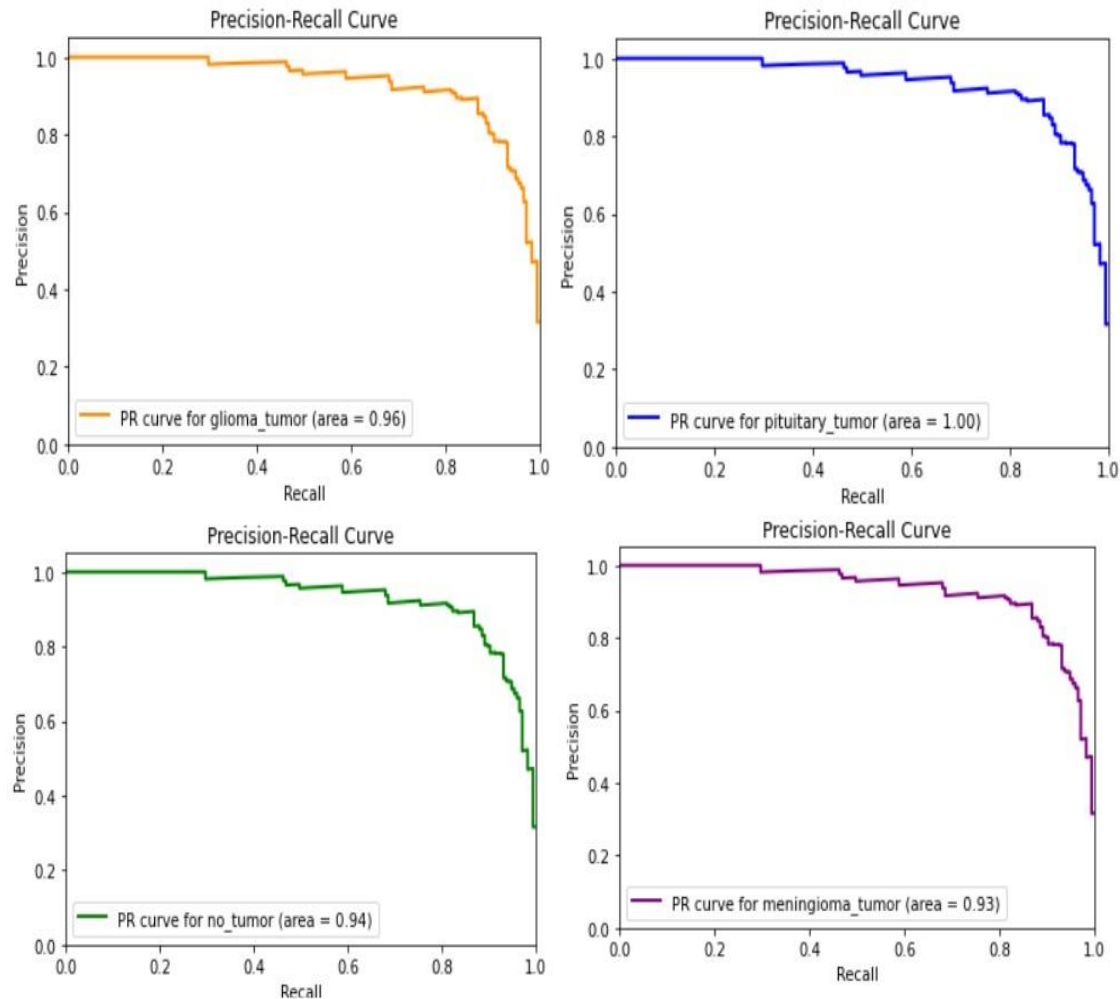 Precision-Recall Curve
Precision
1.0
0.8
0.6
0.4
0.2
0.0
PR curve for glioma_tumor (area = 0.96)
0.0 0.2 0.4 0.6 0.8 1.0
Recall
Precision-Recall Curve
Precision
1.0
0.8
0.6
0.4
0.2
0.0
PR curve for pituitary_tumor (area = 1.00)
0.0 0.2 0.4 0.6 0.8 1.0
Recall
Precision-Recall Curve
Precision
1.0
0.8
0.6
0.4
0.2
0.0
PR curve for no_tumor (area = 0.94)
0.0 0.2 0.4 0.6 0.8 1.0
Recall
Precision-Recall Curve
Precision
1.0
0.8
0.6
0.4
0.2
0.0
PR curve for meningioma_tumor (area = 0.93)
0.0 0.2 0.4 0.6 0.8 1.0
Recall